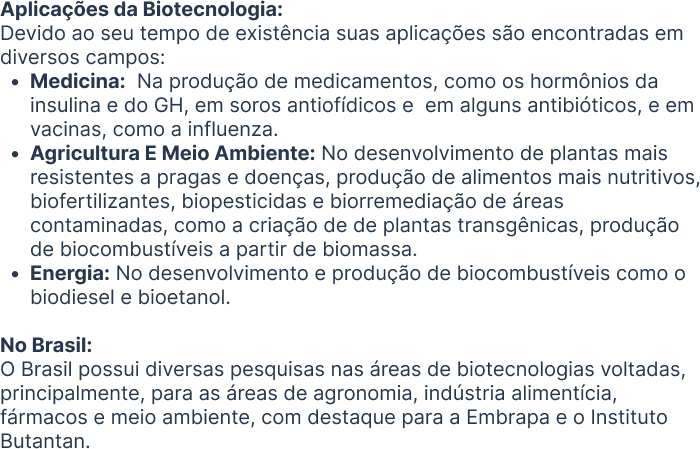 Aplicações da Biotecnologia:
Devido ao seu tempo de existência suas aplicações são encontradas em
diversos campos:
• Medicina:  Na produção de medicamentos, como os hormônios da
insulina e do GH, em soros antiofídicos e  em alguns antibióticos, e em
vacinas, como a influenza.
• Agricultura E Meio Ambiente: No desenvolvimento de plantas mais
resistentes a pragas e doenças, produção de alimentos mais nutritivos,
biofertilizantes, biopesticidas e biorremediação de áreas
contaminadas, como a criação de de plantas transgênicas, produção
de biocombustíveis a partir de biomassa.
• Energia: No desenvolvimento e produção de biocombustíveis como o
biodiesel e bioetanol.
No Brasil:
O Brasil possui diversas pesquisas nas áreas de biotecnologias voltadas,
principalmente, para as áreas de agronomia, indústria alimentícia,
fármacos e meio ambiente, com destaque para a Embrapa e o Instituto
Butantan.